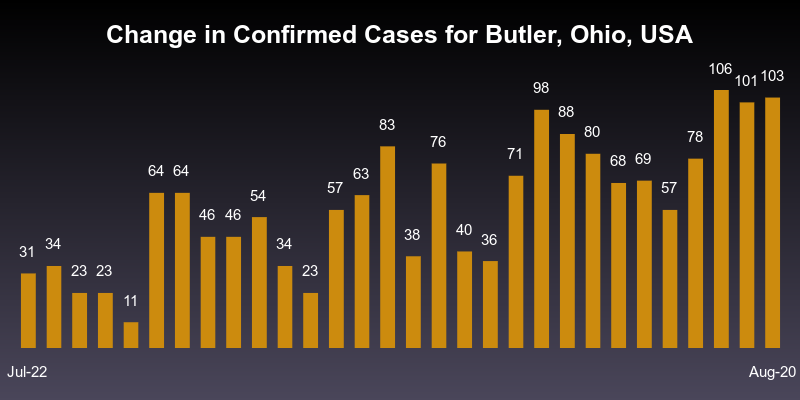 Change in Confirmed Cases for Butler, Ohio, USA
31 34 23 23 11 64 64 46 46 54 34 23 57 63 83 38 76 40 36 71 98 88 80 68 69 57 78 106 101 103
Jul-22 Aug-20